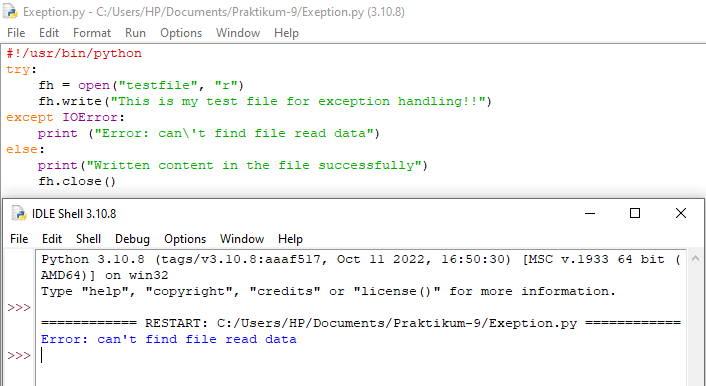 Exeption.py - C:/Users/HP/Documents/Praktikum-9/Exeption.py (3.10.8)
File Edit Format Run Options Window Help
#!/usr/bin/python
try:
    fh = open("testfile", "r")
    fh.write("This is my test file for exception handling!!")
except IOError:
    print ("Error: can\'t find file read data")
else:
    print("Written content in the file successfully")
    fh.close()
IDLE Shell 3.10.8
File Edit Shell Debug Options Window Help
Python 3.10.8 (tags/v3.10.8:aaaf517, Oct 11 2022, 16:50:30) [MSC v.1933 64 bit (
AMD64)] on win32
Type "help", "copyright", "credits" or "license()" for more information.
>>>
============ RESTART: C:/Users/HP/Documents/Praktikum-9/Exeption.py ============
Error: can't find file read data
>>>